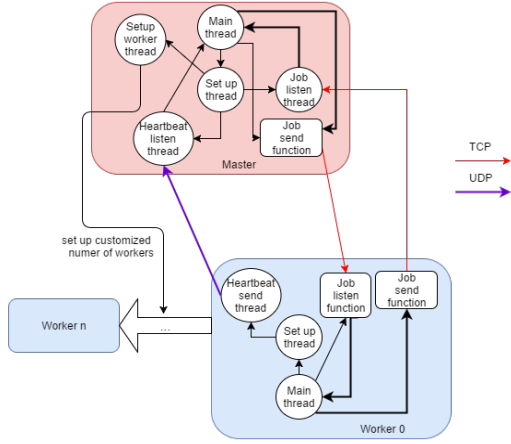 Setup
worker
thread
Main
thread
Set up
thread
Job
listen
thread
Heartbeat
listen
thread
Job
send
function
Master
TCP
UDP
set up customized
numer of workers
Heartbeat
send
thread
Job
listen
function
Job
send
function
Set up
thread
Worker n
...
Main
thread
Worker 0